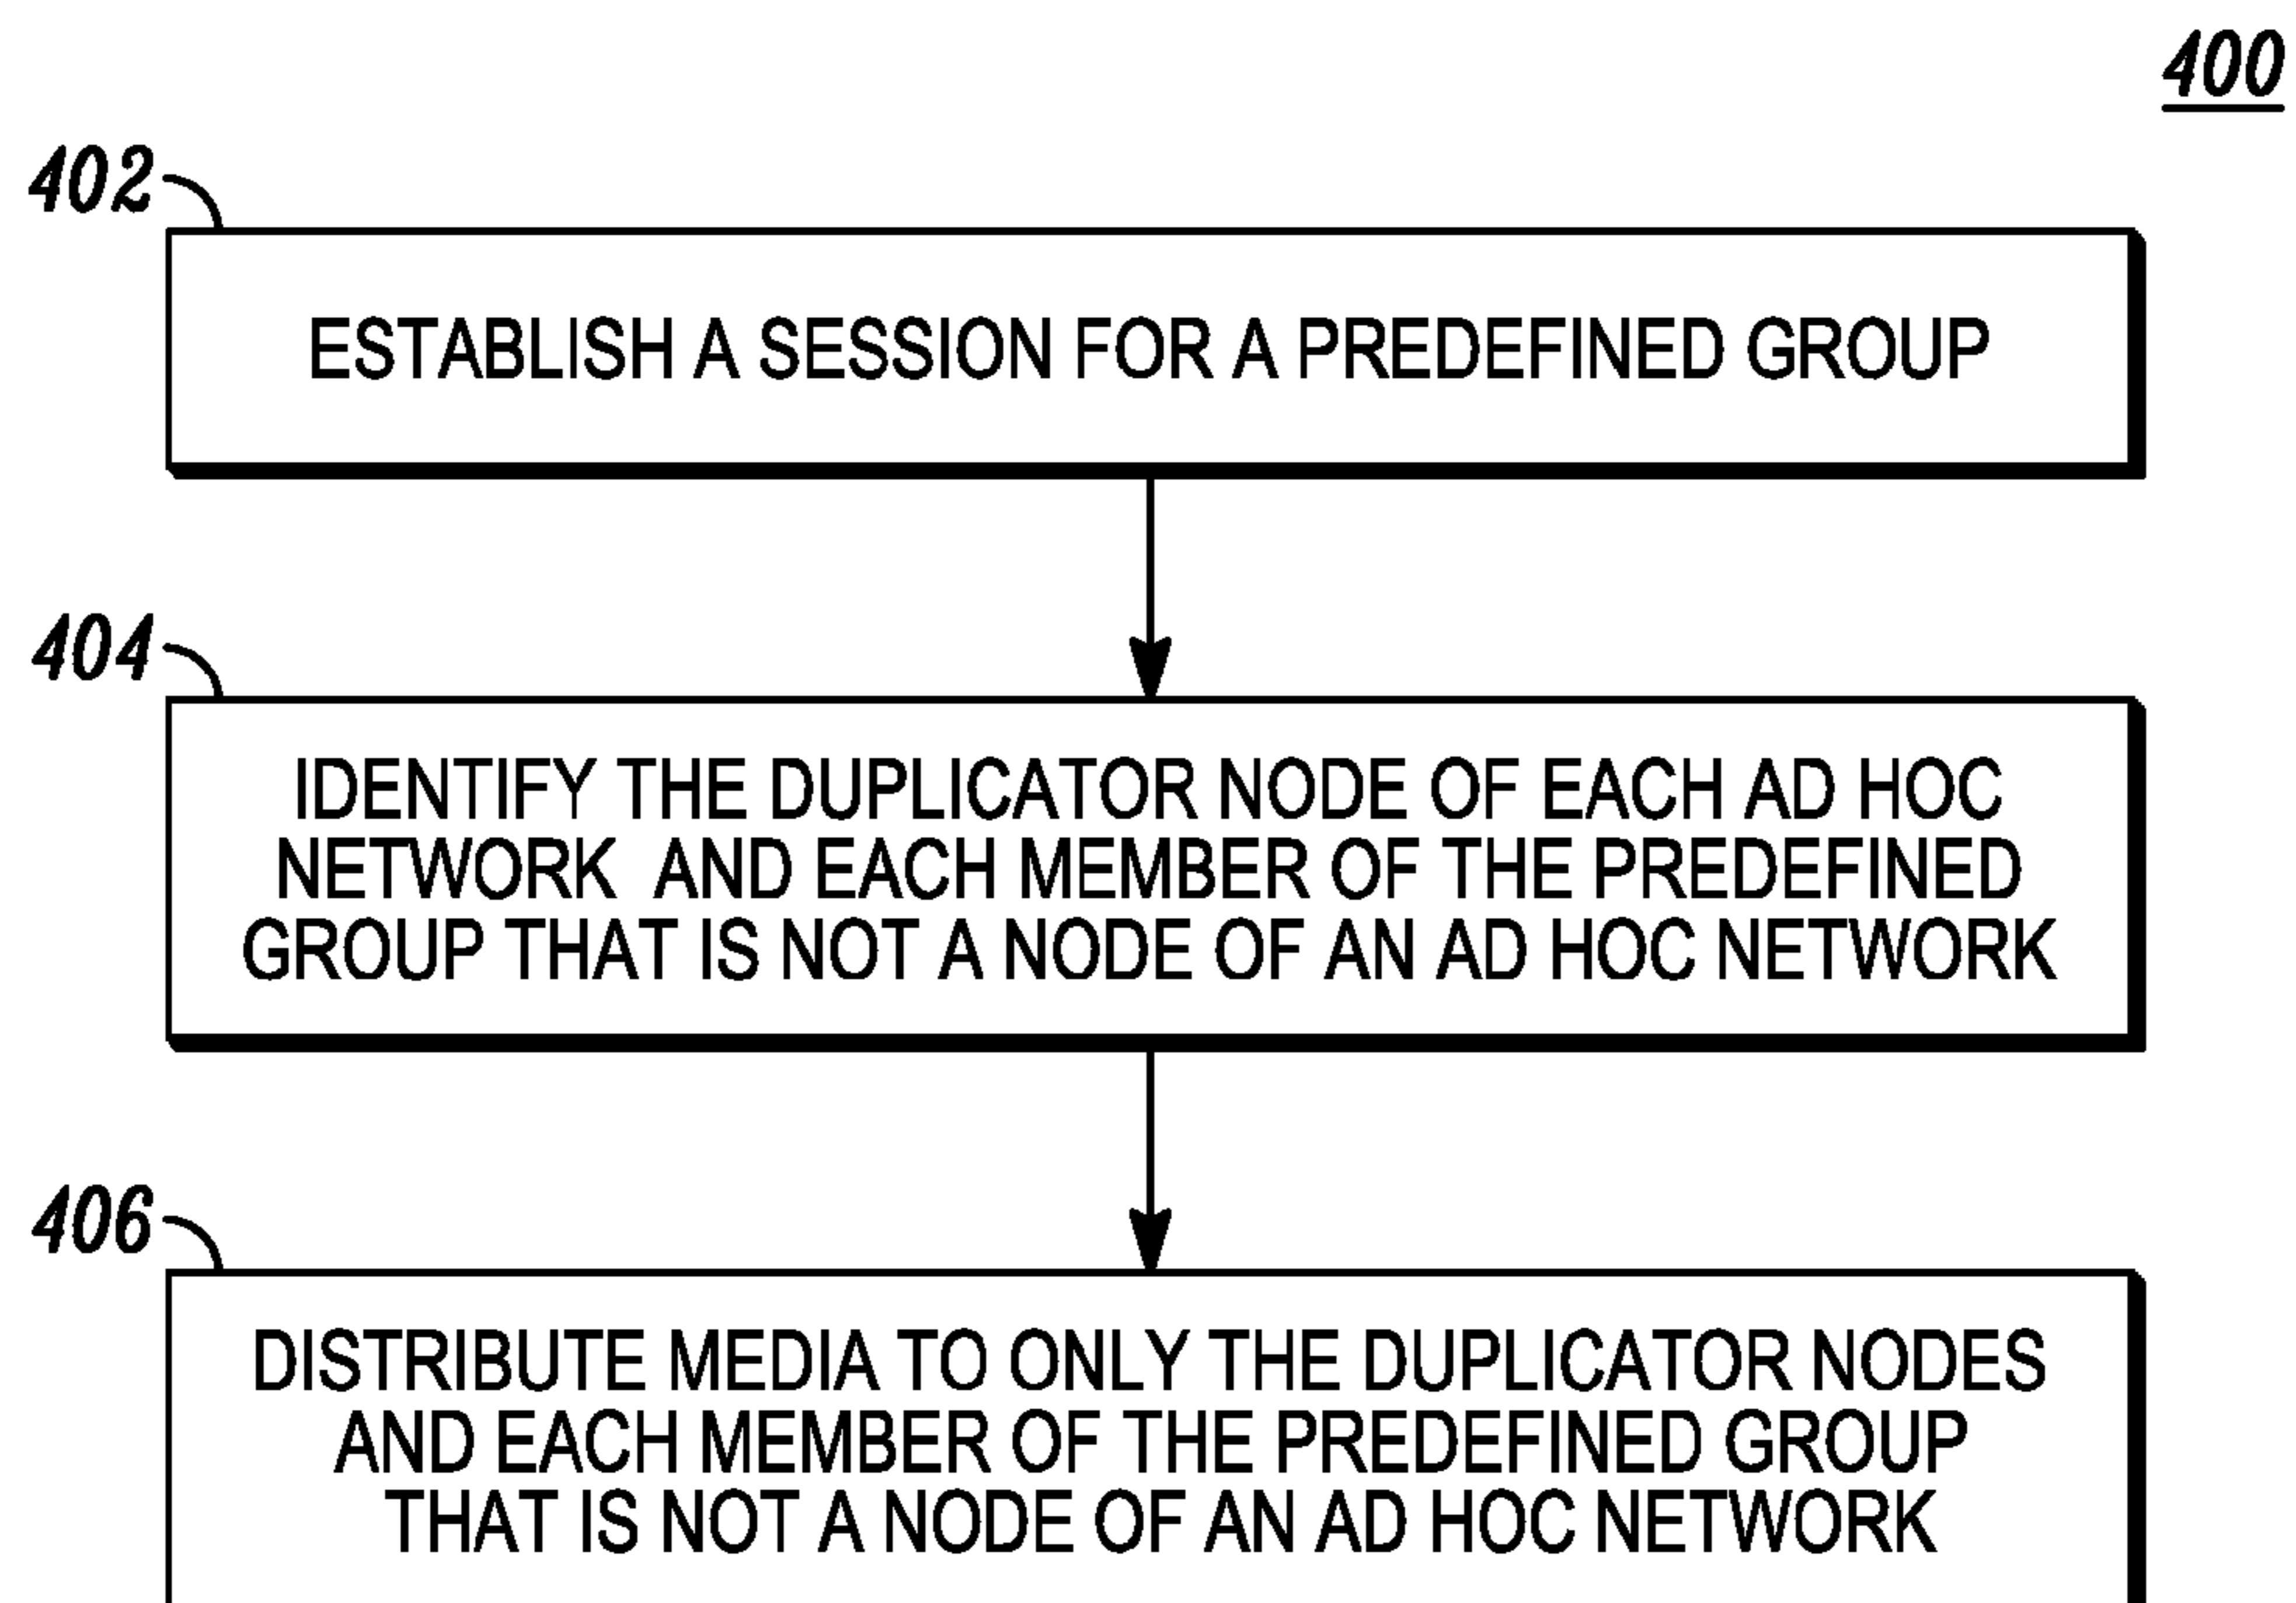 400
402
ESTABLISH A SESSION FOR A PREDEFINED GROUP
404
IDENTIFY THE DUPLICATOR NODE OF EACH AD HOC
NETWORK AND EACH MEMBER OF THE PREDEFINED
GROUP THAT IS NOT A NODE OF AN AD HOC NETWORK
406
DISTRIBUTE MEDIA TO ONLY THE DUPLICATOR NODES
AND EACH MEMBER OF THE PREDEFINED GROUP
THAT IS NOT A NODE OF AN AD HOC NETWORK